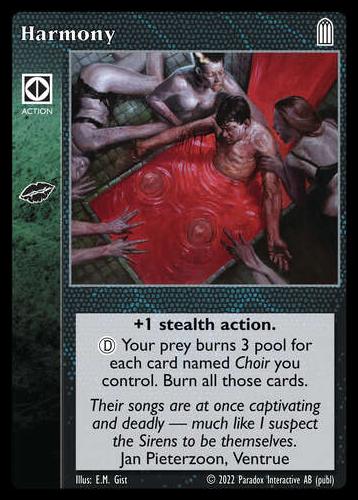 Harmony
ACTION
+1 stealth action.
D Your prey burns 3 pool for
each card named Choir you
control. Burn all those cards.
Their songs are at once captivating
and deadly — much like I suspect
the Sirens to be themselves.
Jan Pieterzoon, Ventrue
Illus: E.M. Gist © 2022 Paradox Interactive AB (publ)